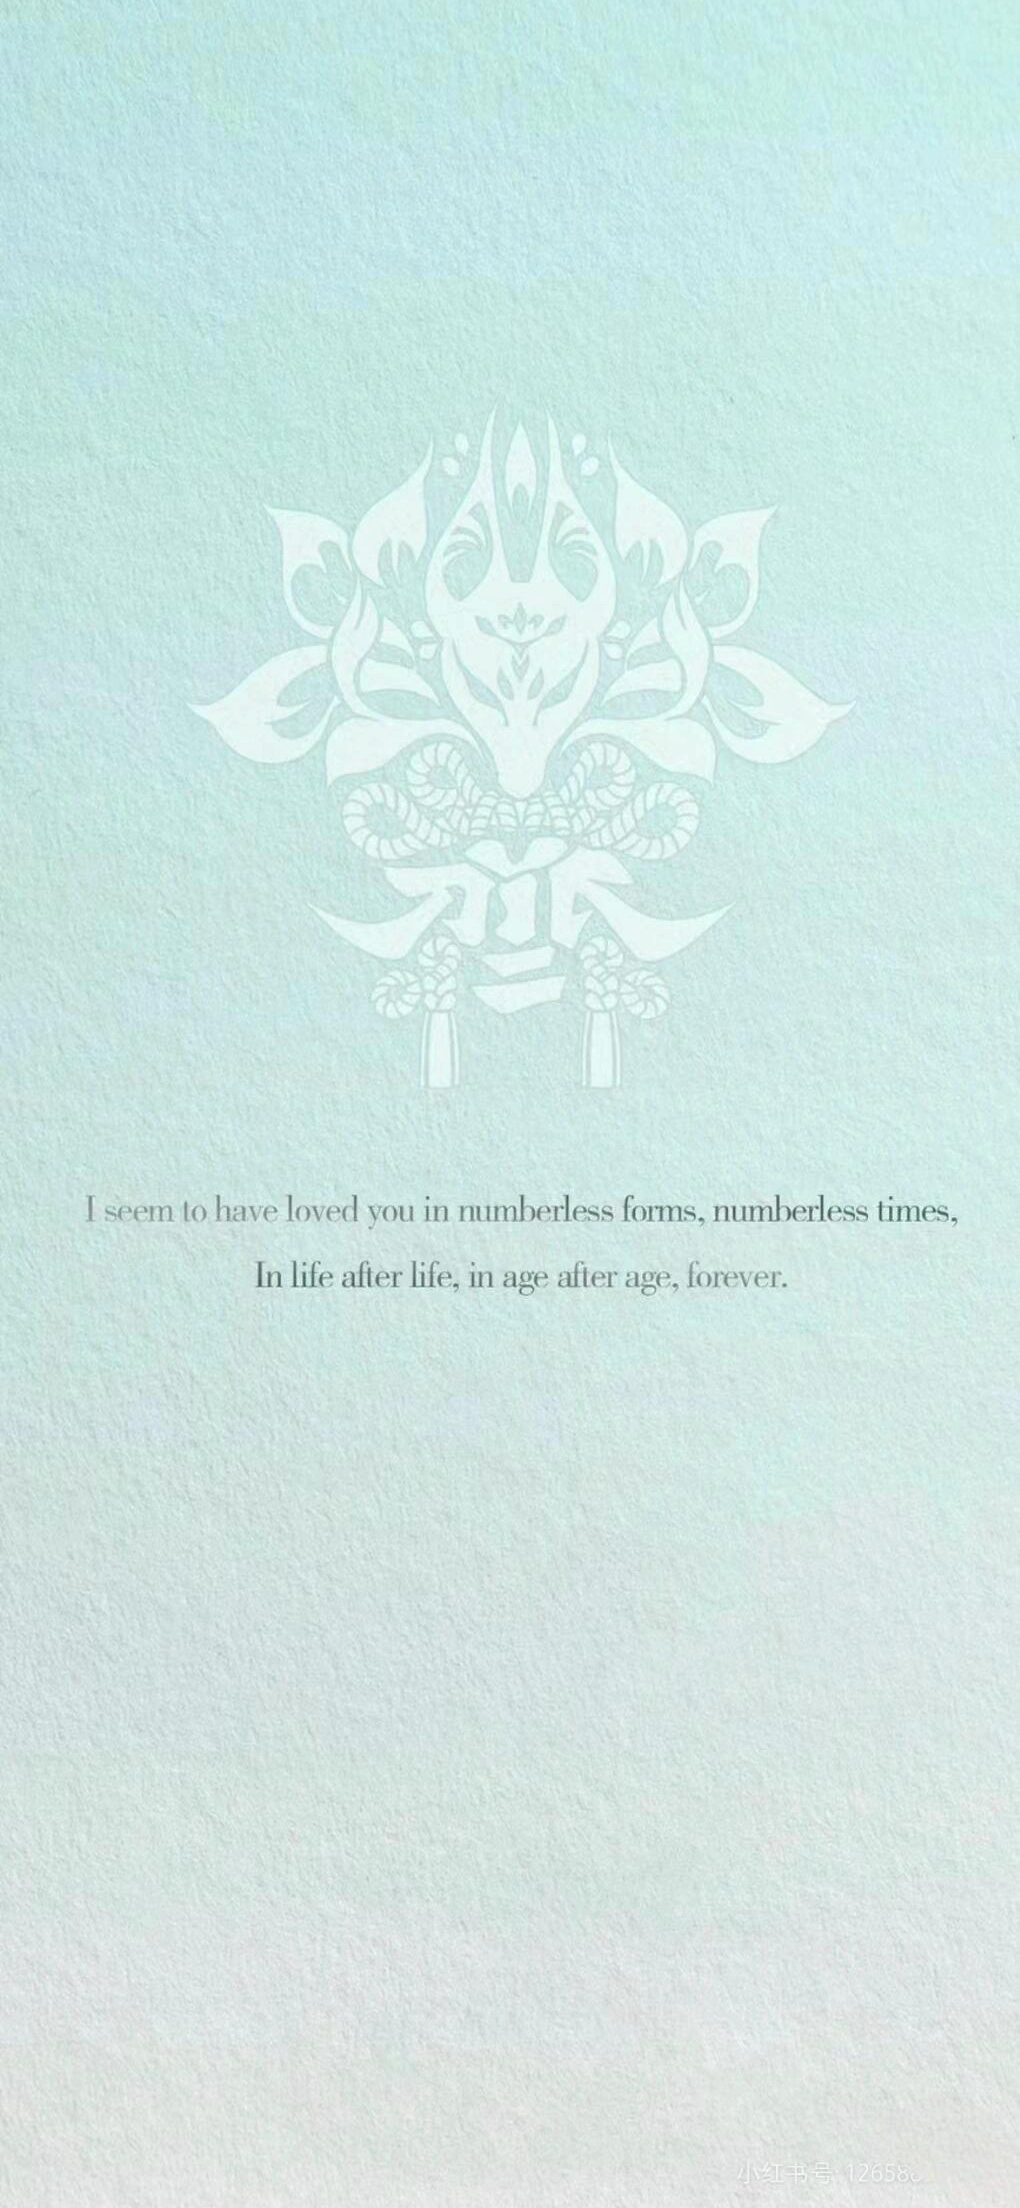 I seem to have loved you in numberless forms, numberless times,
In life after life, in age after age, forever.
小红书号: 12658